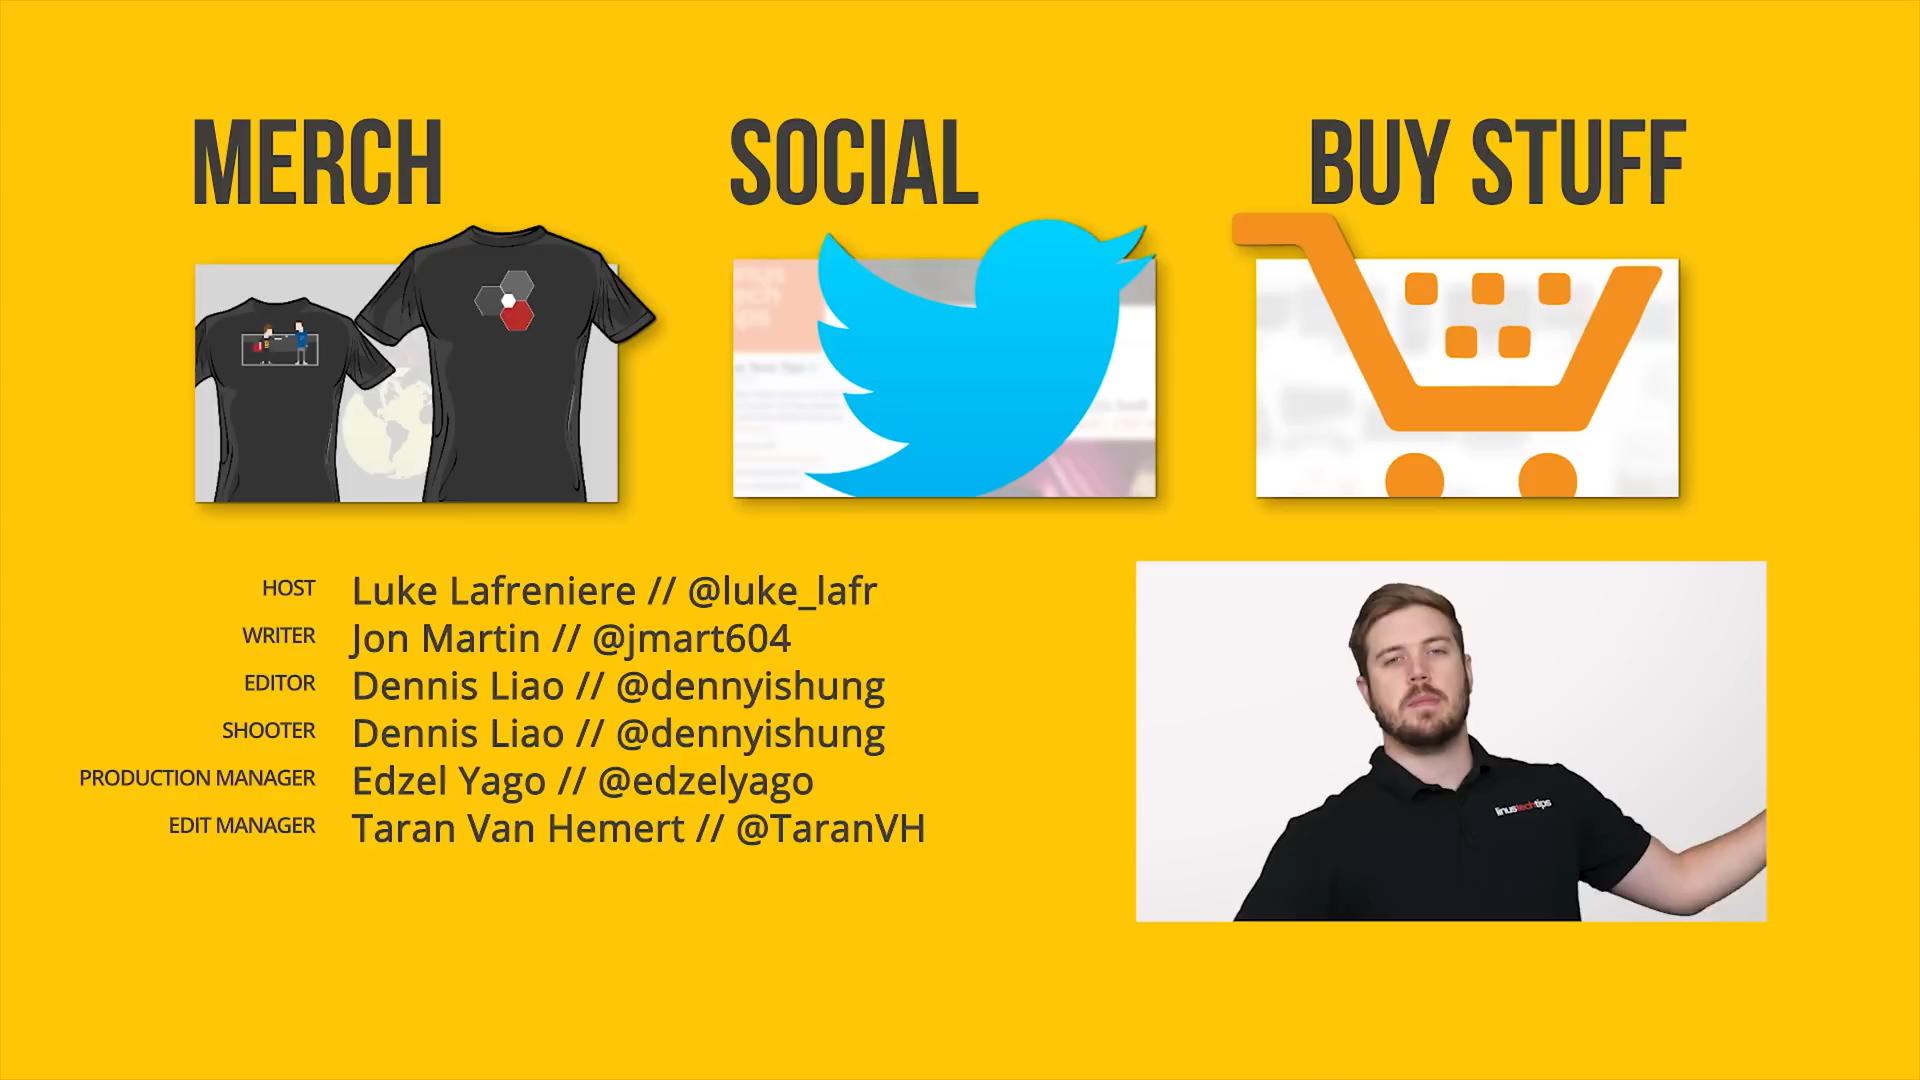 MERCH
SOCIAL
BUY STUFF
HOST Luke Lafreniere // @luke_lafr
WRITER Jon Martin // @jmart604
EDITOR Dennis Liao // @dennyishung
SHOOTER Dennis Liao // @dennyishung
PRODUCTION MANAGER Edzel Yago // @edzelyago
EDIT MANAGER Taran Van Hemert // @TaranVH
linustechtips